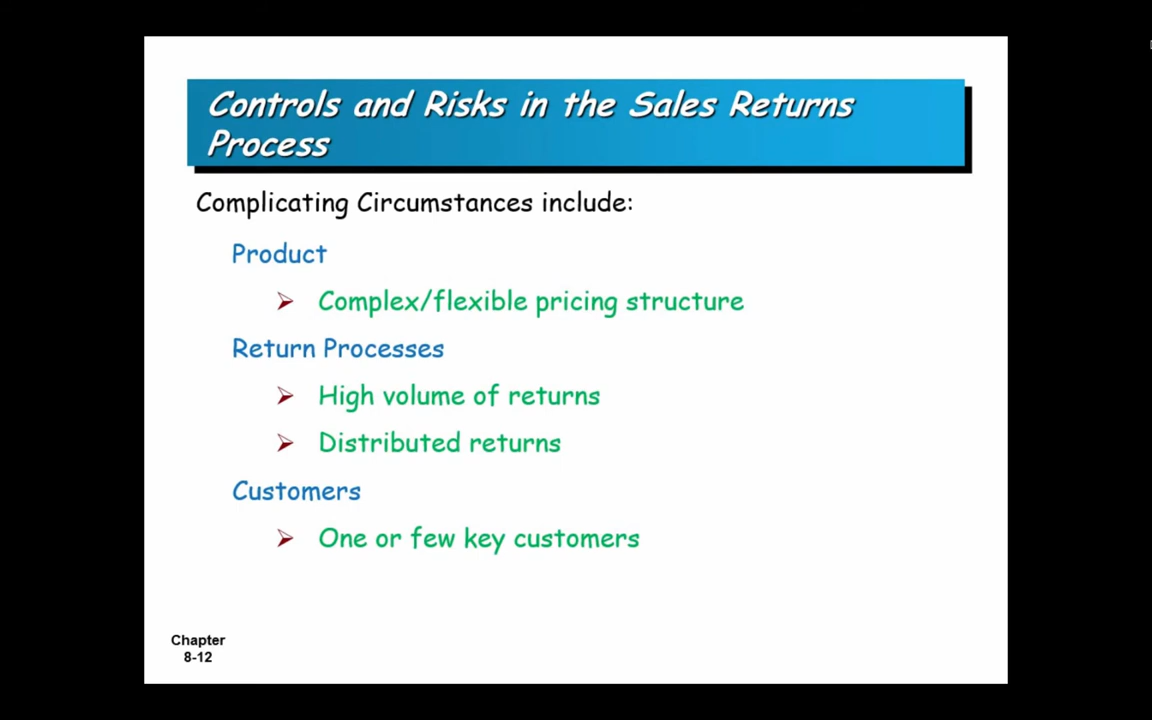 Controls and Risks in the Sales Returns
Process
Complicating Circumstances include:
Product
Complex/flexible pricing structure
Return Processes
High volume of returns
Distributed returns
Customers
One or few key customers
Chapter
8-12